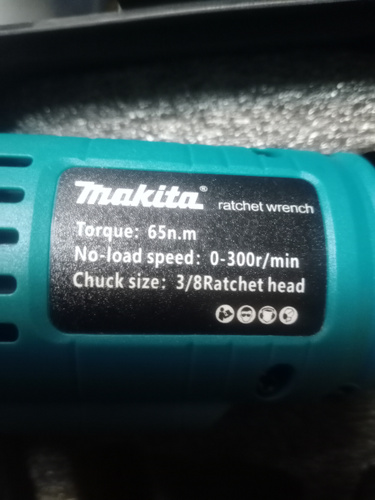 makita® ratchet wrench
Torque: 65n.m
No-load speed: 0-300r/min
Chuck size: 3/8Ratchet head